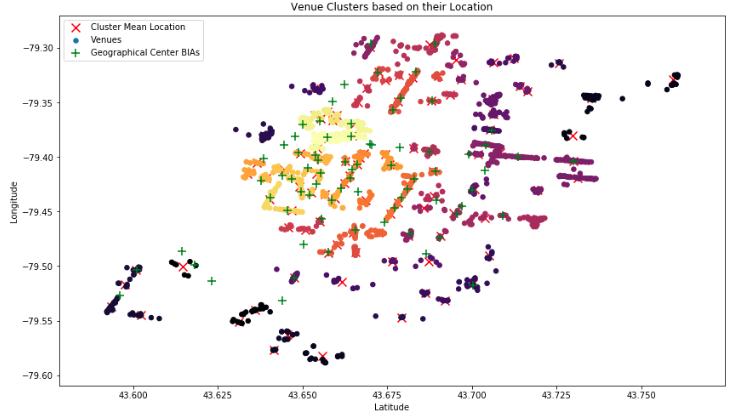 Venue Clusters based on their Location
Cluster Mean Location
Venues
Geographical Center BIAs
−79.30
−79.35
−79.40
−79.45
−79.50
−79.55
−79.60
Longitude
43.600
43.625
43.650
43.675
43.700
43.725
43.750
Latitude